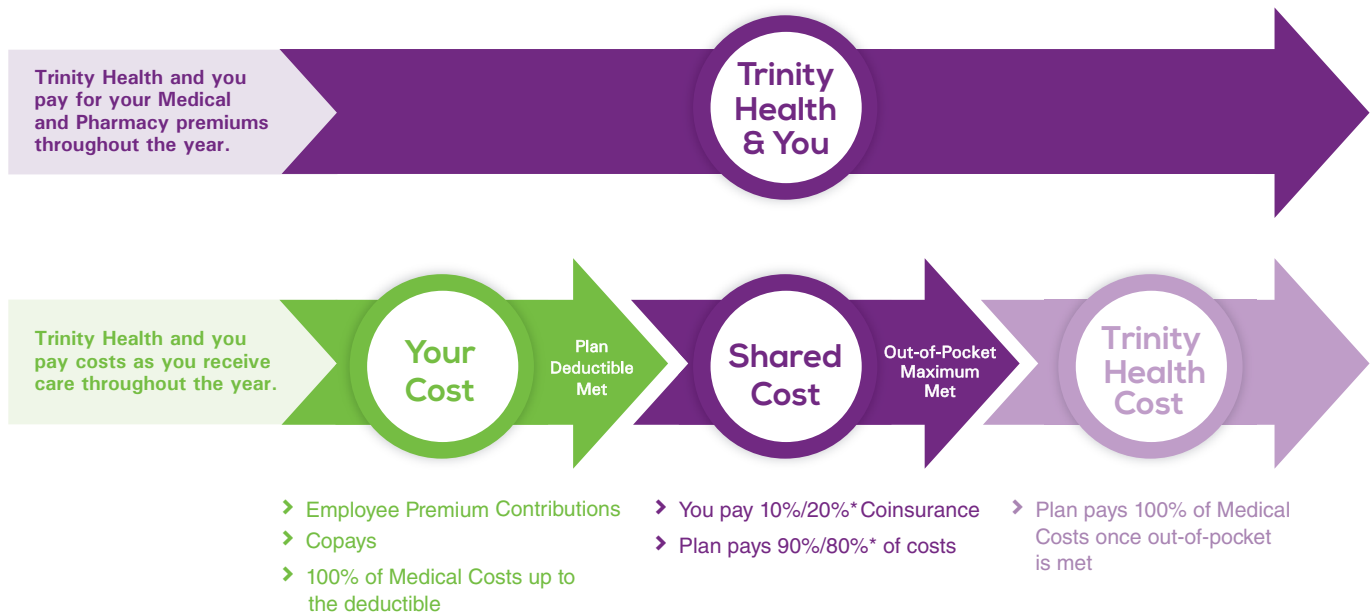 Trinity Health and you
pay for your Medical
and Pharmacy premiums
throughout the year.
Trinity
Health
& You
Trinity Health and you
pay costs as you receive
care throughout the year.
Your
Cost
Plan
Deductible
Met
Shared
Cost
Out-of-Pocket
Maximum
Met
Trinity
Health
Cost
> Employee Premium Contributions
> Copays
> 100% of Medical Costs up to
the deductible
> You pay 10%/20%* Coinsurance
> Plan pays 90%/80%* of costs
> Plan pays 100% of Medical
Costs once out-of-pocket
is met